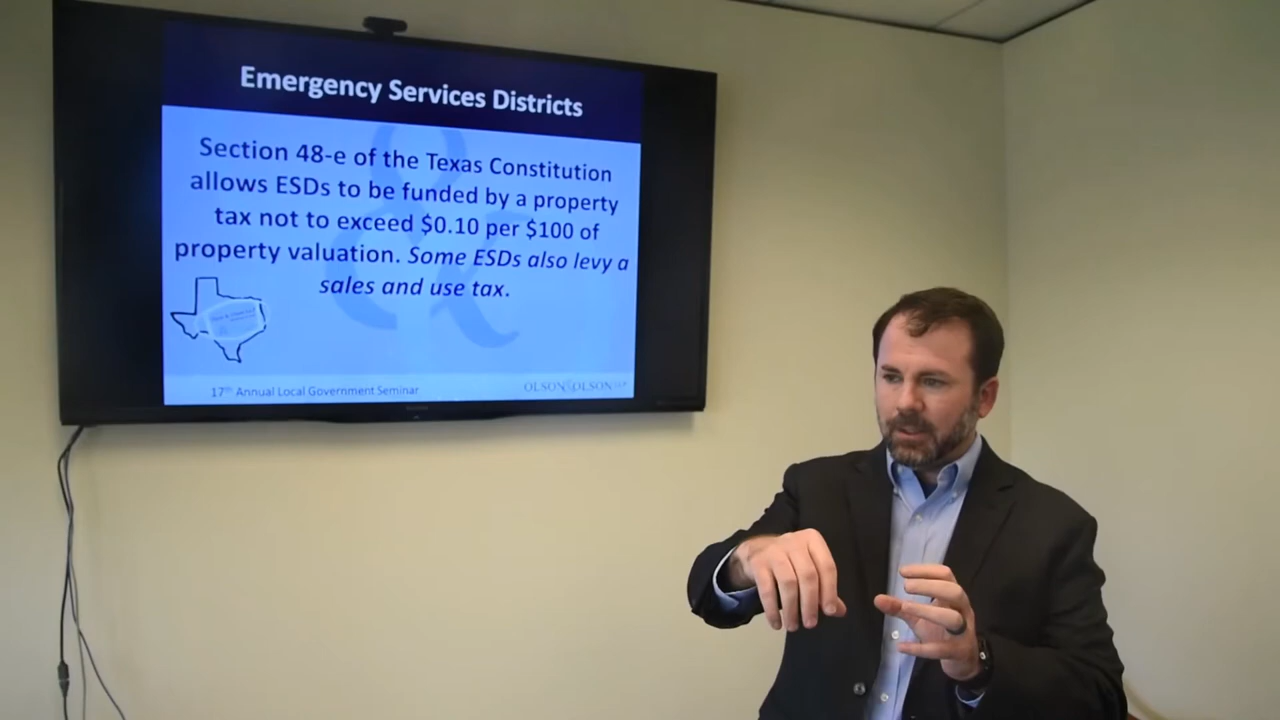 Emergency Services Districts
Section 48-e of the Texas Constitution
allows ESDs to be funded by a property
tax not to exceed $0.10 per $100 of
property valuation. Some ESDs also levy a
sales and use tax.
17th Annual Local Government Seminar
OLSON & OLSON LLP